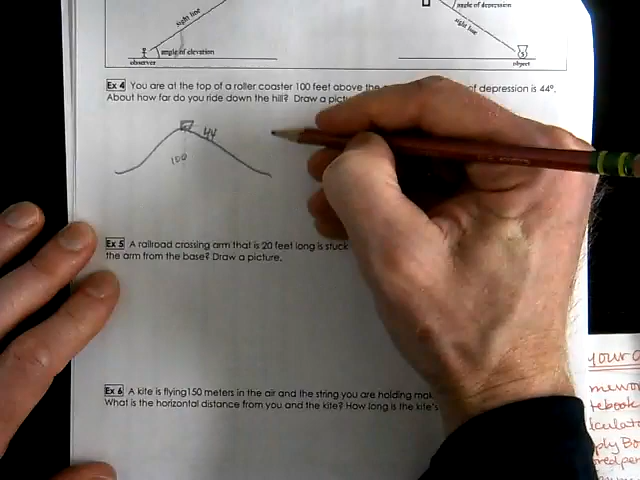 sight line
angle of depression
sight line
angle of elevation
observer
object
Ex 4 You are at the top of a roller coaster 100 feet above the of depression is 44°.
About how far do you ride down the hill? Draw a
44
100
Ex 5 A railroad crossing arm that is 20 feet long is stuck
the arm from the base? Draw a picture.
Ex 6 A kite is flying150 meters in the air and the string you are holding
What is the horizontal distance from you and the kite? How long is the kite's
your